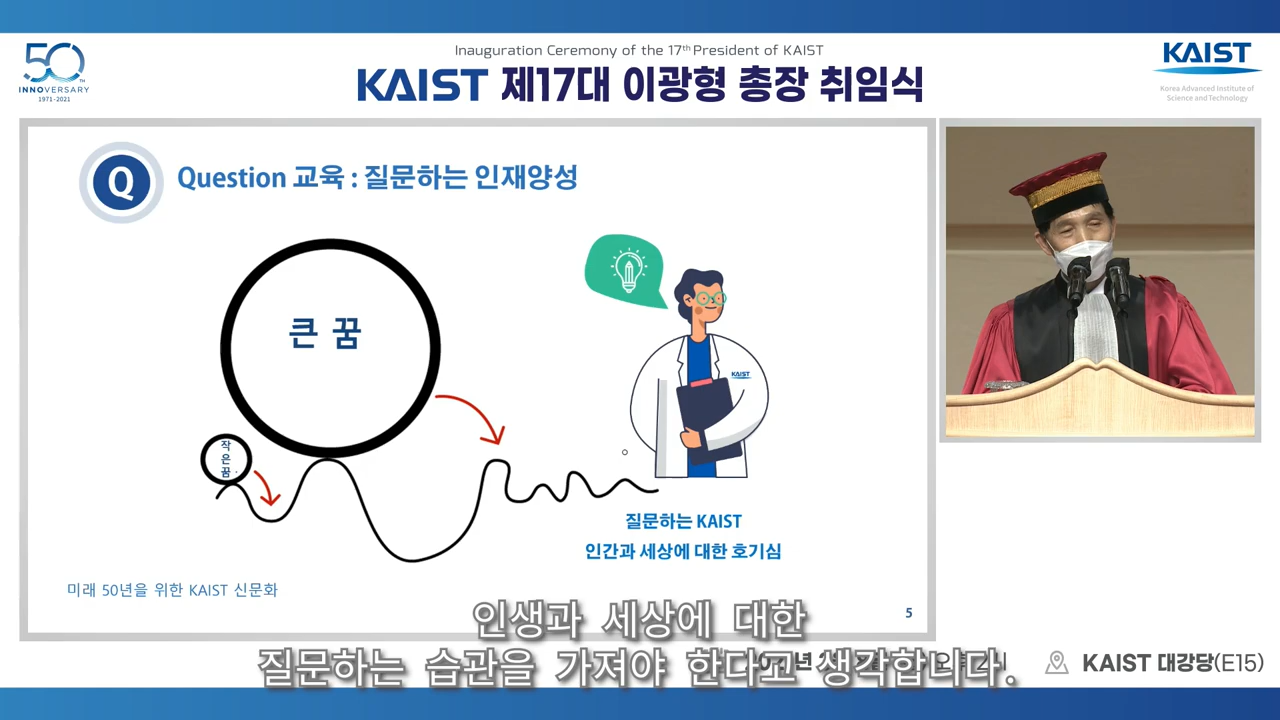 50TH
INNOVERSARY
1971-2021
Inauguration Ceremony of the 17th President of KAIST
KAIST 제17대 이광형 총장 취임식
KAIST
Korea Advanced Institute of
Science and Technology
Q
Question 교육 : 질문하는 인재양성
큰 꿈
작
은
꿈
KAIST
질문하는 KAIST
인간과 세상에 대한 호기심
미래 50년을 위한 KAIST 신문화
5
인생과 세상에 대한
질문하는 습관을 가져야 한다고 생각합니다.
KAIST 대강당(E15)